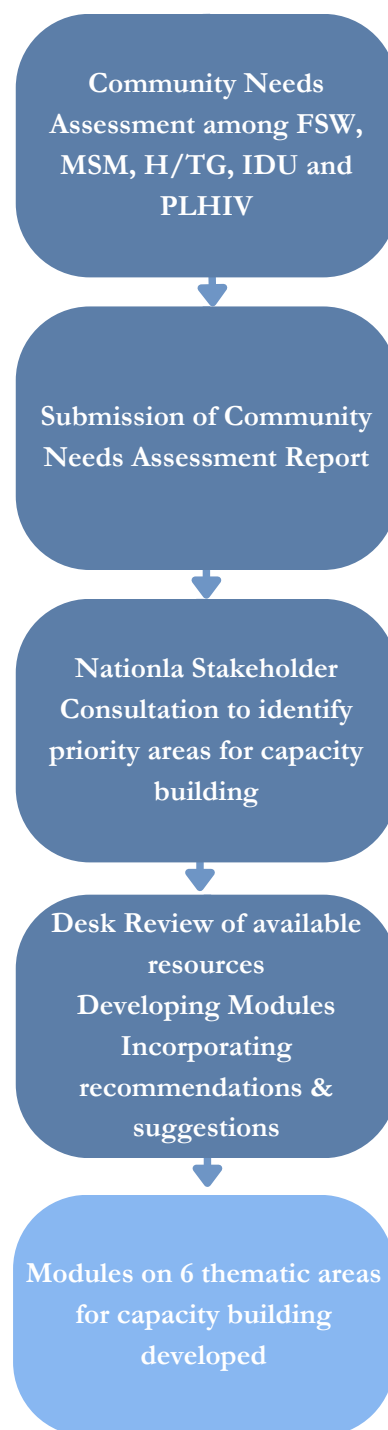 Community Needs
Assessment among FSW,
MSM, H/TG, IDU and
PLHIV
Submission of Community
Needs Assessment Report
Nationla Stakeholder
Consultation to identify
priority areas for capacity
building
Desk Review of available
resources
Developing Modules
Incorporating
recommendations &
suggestions
Modules on 6 thematic areas
for capacity building
developed